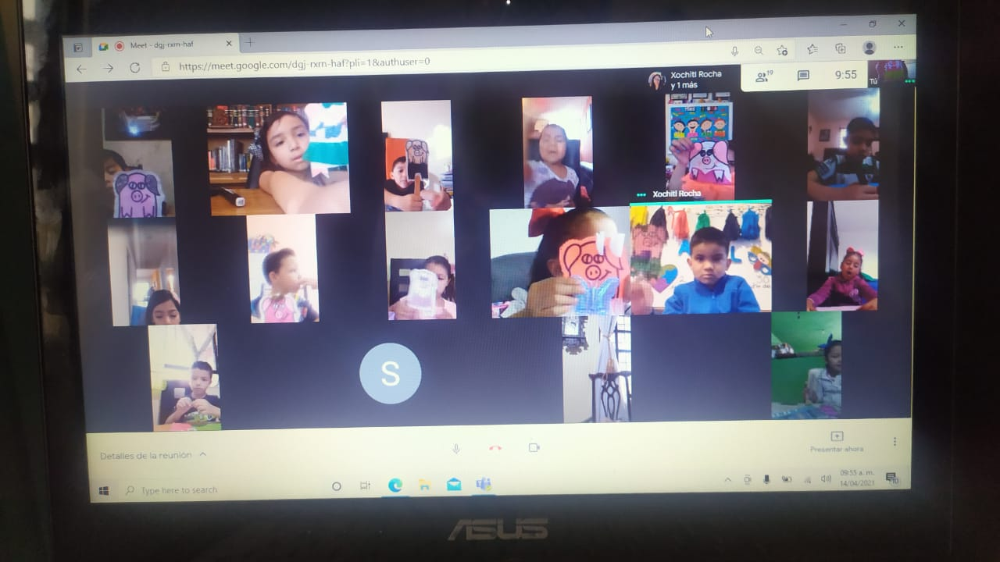 Meet - dgj-rxrn-haf
https://meet.google.com/dgj-rxrn-haf?pli=1&authuser=0
Xochitl Rocha
y 1 más
19
9:55
Tú
Xochitl Rocha
S
Detalles de la reunión
Presentar ahora
Type here to search
09:55 a. m.
14/04/2021
ASUS